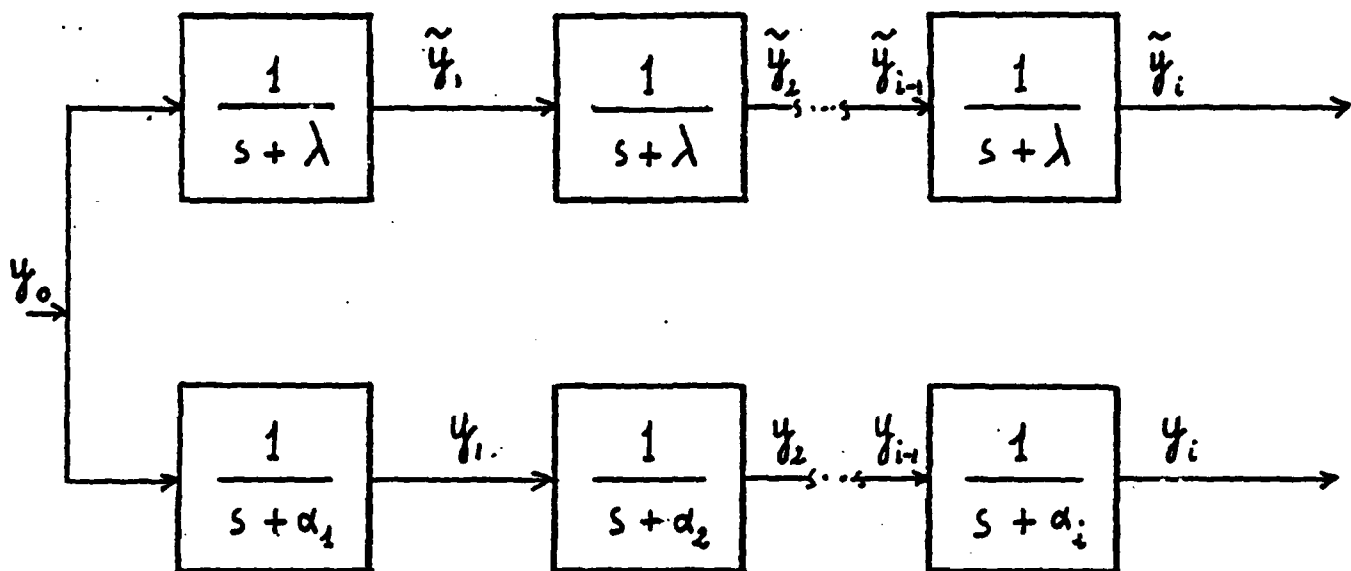 ỹ₁ ỹ₂ ỹᵢ₋₁ ỹᵢ
1 1 1
s + λ s + λ s + λ
y₀
y₁ y₂ yᵢ₋₁ yᵢ
1 1 1
s + α₁ s + α₂ s + αᵢ